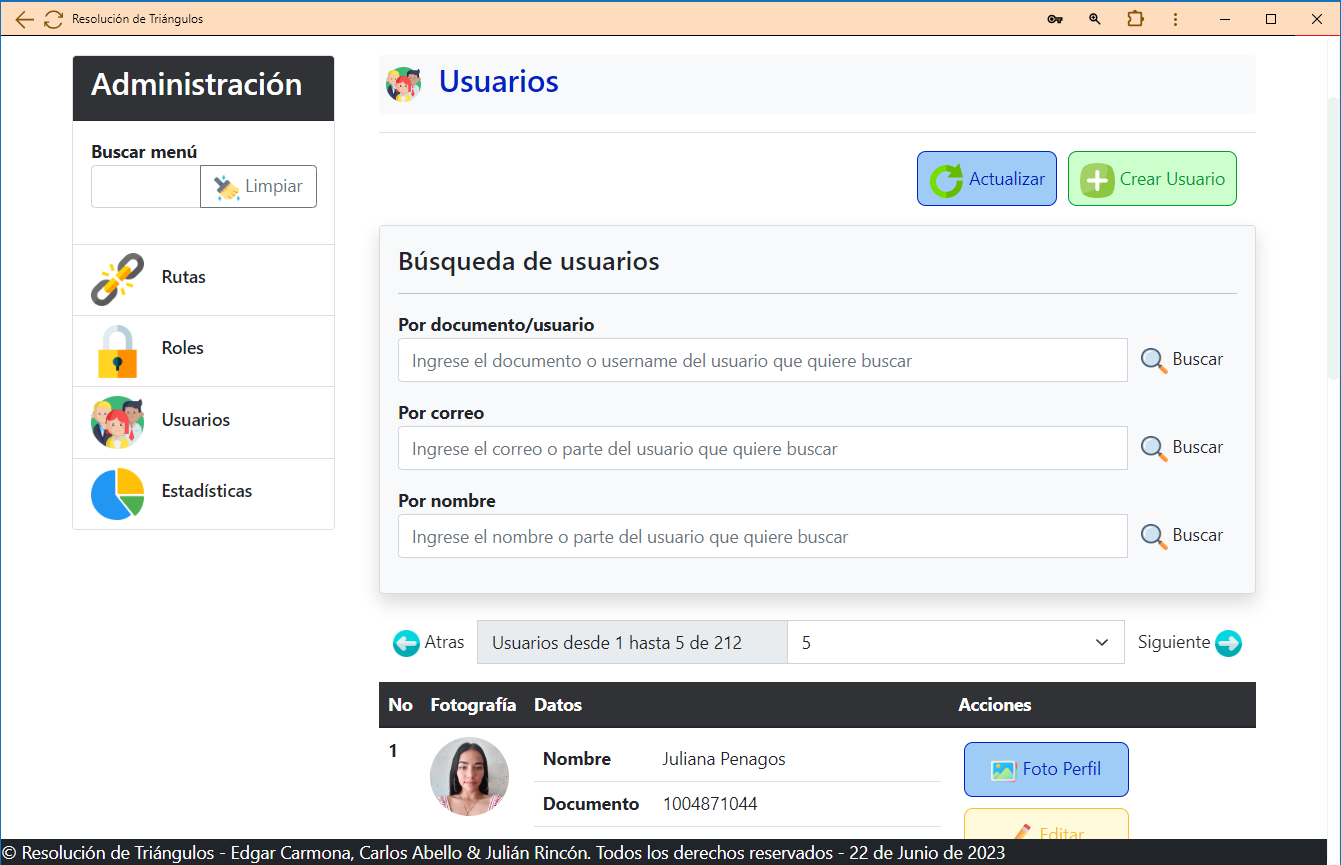 Resolución de Triángulos
Administración
Buscar menú
Limpiar
Rutas
Roles
Usuarios
Estadísticas
Usuarios
Actualizar
Crear Usuario
Búsqueda de usuarios
Por documento/usuario
Ingrese el documento o username del usuario que quiere buscar
Buscar
Por correo
Ingrese el correo o parte del usuario que quiere buscar
Buscar
Por nombre
Ingrese el nombre o parte del usuario que quiere buscar
Buscar
Atras Usuarios desde 1 hasta 5 de 212 5 Siguiente
No Fotografía Datos Acciones
1
Nombre Juliana Penagos
Documento 1004871044
Foto Perfil
Editar
© Resolución de Triángulos - Edgar Carmona, Carlos Abello & Julián Rincón. Todos los derechos reservados - 22 de Junio de 2023